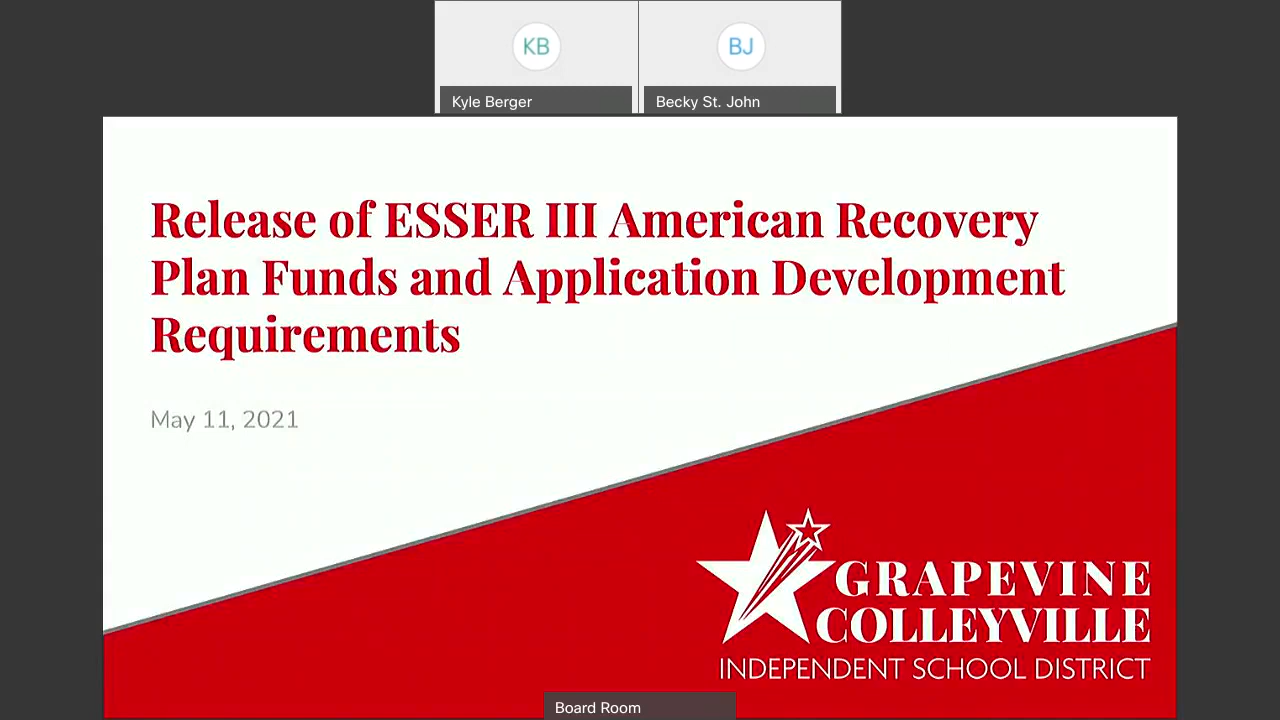 KB
BJ
Kyle Berger
Becky St. John
Release of ESSER III American Recovery
Plan Funds and Application Development
Requirements
May 11, 2021
GRAPEVINE
COLLEYVILLE
INDEPENDENT SCHOOL DISTRICT
Board Room